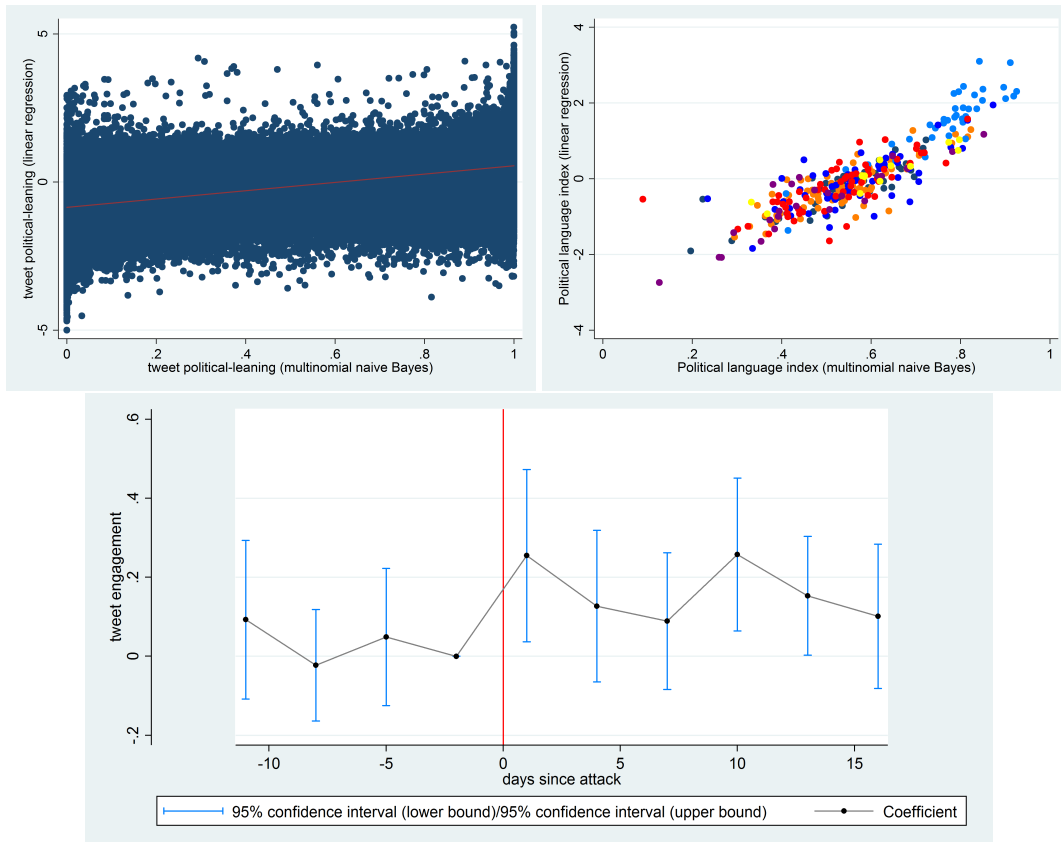 tweet political-leaning (linear regression)
5
0
-5
0 .2 .4 .6 .8 1
tweet political-leaning (multinomial naive Bayes)
Political language index (linear regression)
4
.2
0
-.2
-4
0 .2 .4 .6 .8 1
Political language index (multinomial naive Bayes)
tweet engagement
.6
.4
.2
0
-.2
-10 -5 0 5 10 15
days since attack
95% confidence interval (lower bound)/95% confidence interval (upper bound) Coefficient